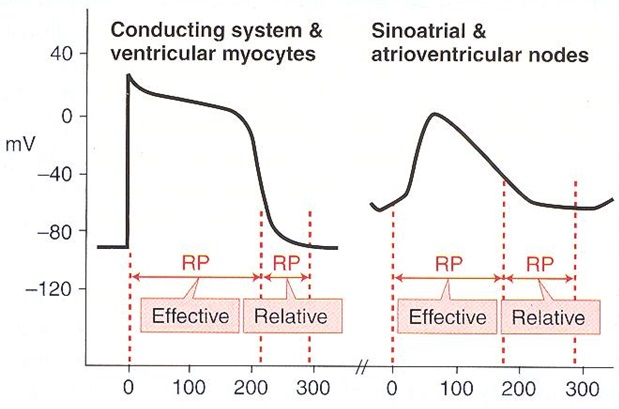 Conducting system &
ventricular myocytes
Sinoatrial &
atrioventricular nodes
mV
40
0
−40
−80
−120
RP
RP
RP
RP
Effective
Relative
Effective
Relative
0
100
200
300
0
100
200
300